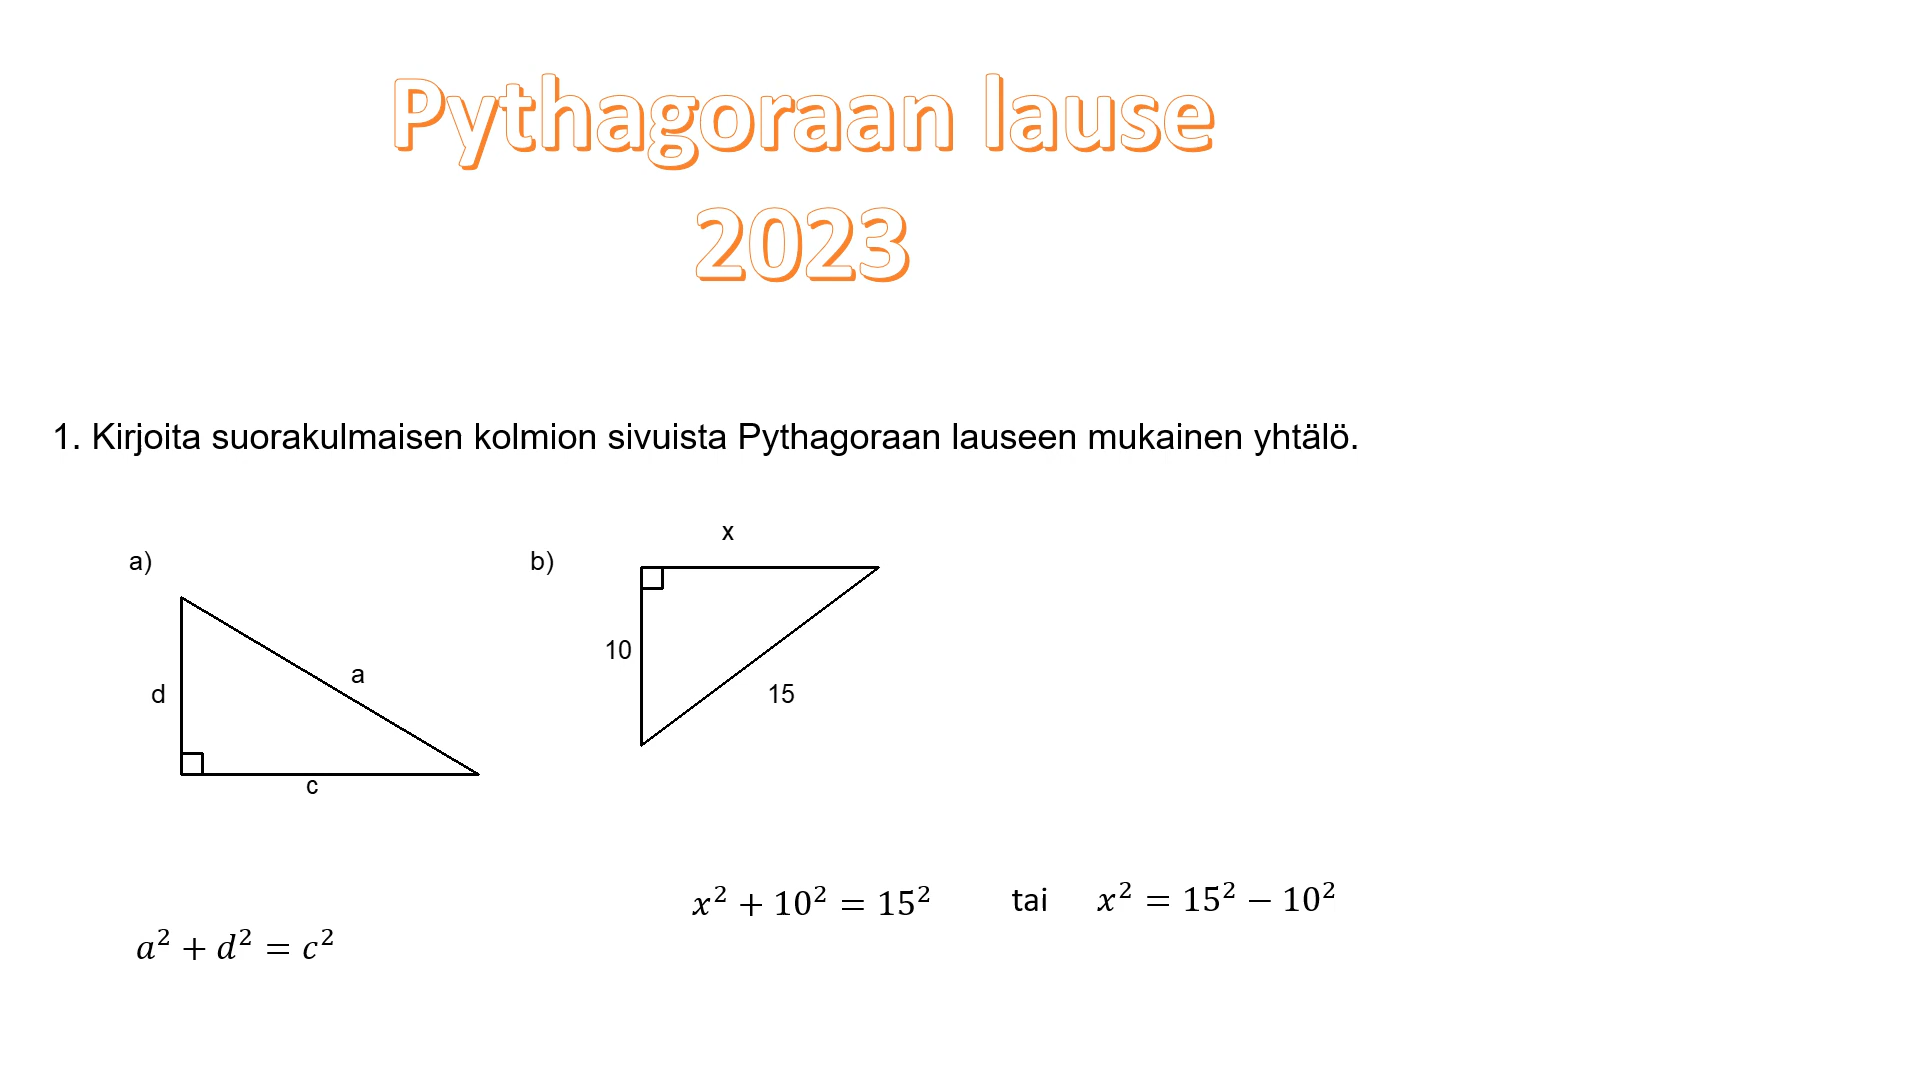 Pythagoraan lause
2023
1. Kirjoita suorakulmaisen kolmion sivuista Pythagoraan lauseen mukainen yhtälö.
a)
d
a
c
b)
x
10
15
a² + d² = c²
x² + 10² = 15² tai x² = 15² − 10²